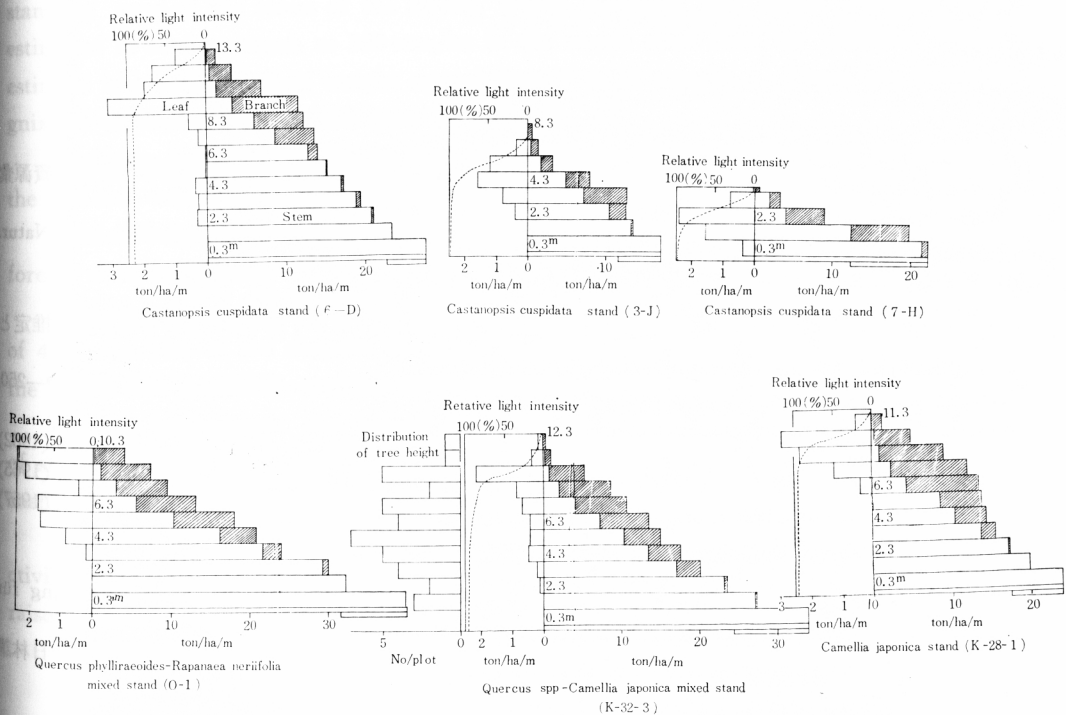 Relative light intensity
100(%) 50 0
13.3
Leaf Branch
8.3
6.3
4.3
2.3 Stem
0.3m
3 2 1 0 10 20
ton/ha/m ton/ha/m
Castanopsis cuspidata stand (6-D)
Relative light intensity
100(%)50 0
8.3
4.3
2.3
0.3m
2 1 0 10
ton/ha/m ton/ha/m
Castanopsis cuspidata stand (3-J)
Relative light intensity
100(%)50 0
2.3
0.3m
2 1 0 10 20
ton/ha/m ton/ha/m
Castanopsis cuspidata stand (7-H)
Relative light intensity
100(%)50 0 10.3
6.3
4.3
2.3
0.3m
2 1 0 10 20 30
ton/ha/m ton/ha/m
Quercus phylliraeoides-Rapanaea neriifolia
mixed stand (O-1)
Distribution
of tree height
Retative light intensity
100(%)50
12.3
6.3
4.3
2.3
0.3m
5 0 2 1 0 10 20 30
No/plot ton/ha/m ton/ha/m
Quercus spp-Camellia japonica mixed stand
(K-32-3)
Relative light intensity
100(%) 50 0
11.3
6.3
4.3
2.3
0.3m
3 2 1 0 10 20
ton/ha/m ton/ha/m
Camellia japonica stand (K-28-1)